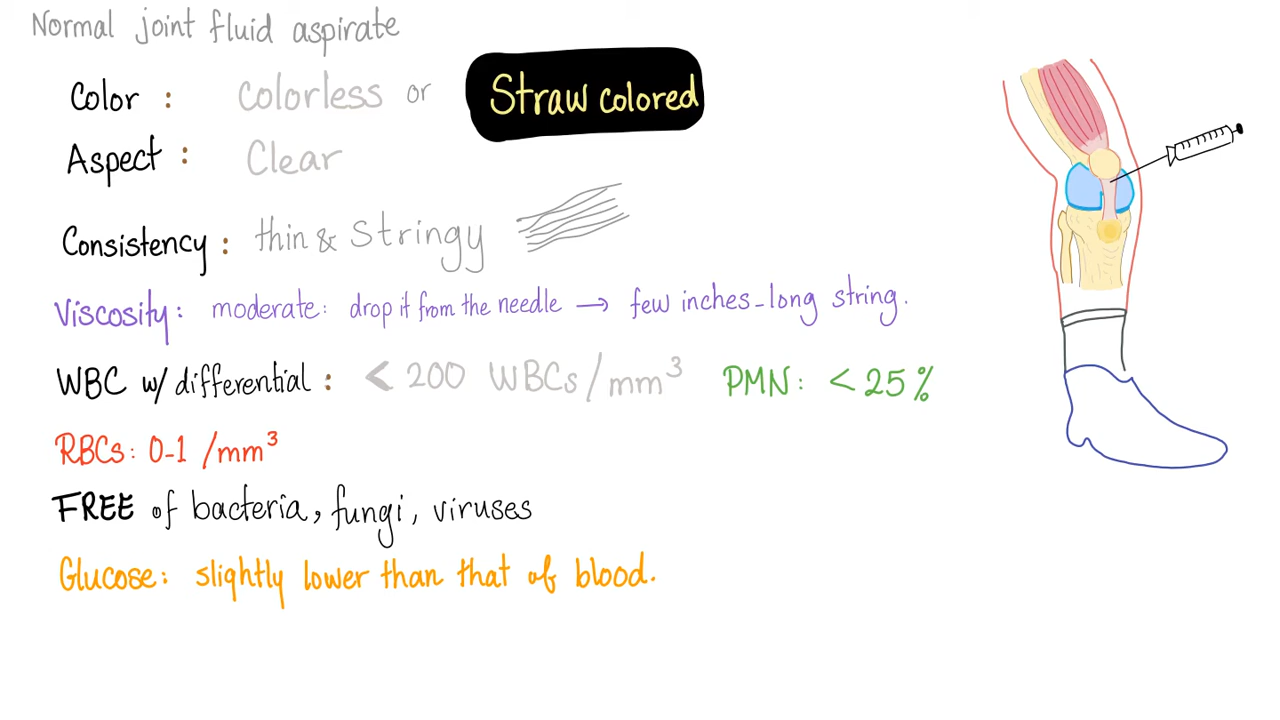 Normal joint fluid aspirate
Color : Colorless or Straw colored
Aspect : Clear
Consistency : thin & Stringy
Viscosity : moderate : drop it from the needle → few inches-long string.
WBC w/ differential : < 200 WBCs/mm³ PMN : < 25%
RBCs : 0-1 /mm³
FREE of bacteria, fungi, viruses
Glucose : slightly lower than that of blood.